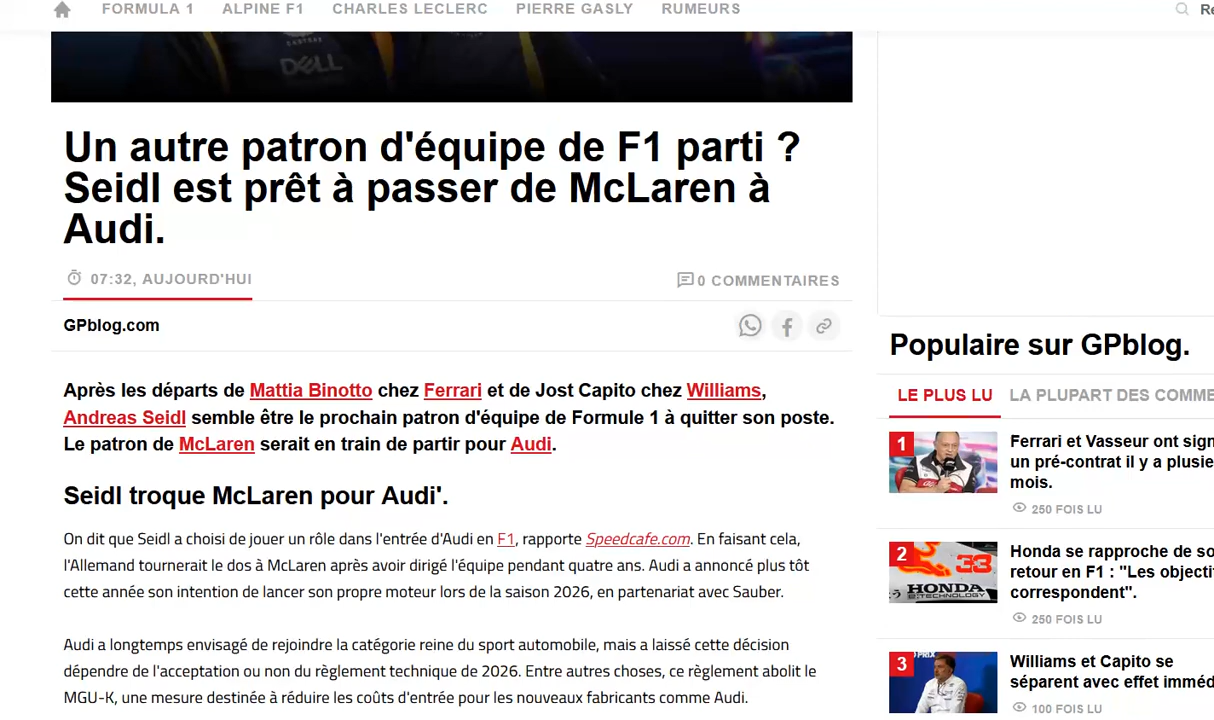 FORMULA 1 ALPINE F1 CHARLES LECLERC PIERRE GASLY RUMEURS
DELL
Un autre patron d'équipe de F1 parti ?
Seidl est prêt à passer de McLaren à
Audi.
07:32, AUJOURD'HUI
0 COMMENTAIRES
GPblog.com
Après les départs de Mattia Binotto chez Ferrari et de Jost Capito chez Williams,
Andreas Seidl semble être le prochain patron d'équipe de Formule 1 à quitter son poste.
Le patron de McLaren serait en train de partir pour Audi.
Seidl troque McLaren pour Audi'.
On dit que Seidl a choisi de jouer un rôle dans l'entrée d'Audi en F1, rapporte Speedcafe.com. En faisant cela,
l'Allemand tournerait le dos à McLaren après avoir dirigé l'équipe pendant quatre ans. Audi a annoncé plus tôt
cette année son intention de lancer son propre moteur lors de la saison 2026, en partenariat avec Sauber.
Audi a longtemps envisagé de rejoindre la catégorie reine du sport automobile, mais a laissé cette décision
dépendre de l'acceptation ou non du règlement technique de 2026. Entre autres choses, ce règlement abolit le
MGU-K, une mesure destinée à réduire les coûts d'entrée pour les nouveaux fabricants comme Audi.
Populaire sur GPblog.
LE PLUS LU LA PLUPART DES COMME
1
Ferrari et Vasseur ont sign
un pré-contrat il y a plusie
mois.
250 FOIS LU
2
33
HONDA
Honda se rapproche de so
retour en F1 : "Les objecti
correspondent".
250 FOIS LU
3
Williams et Capito se
séparent avec effet imméd
100 FOIS LU